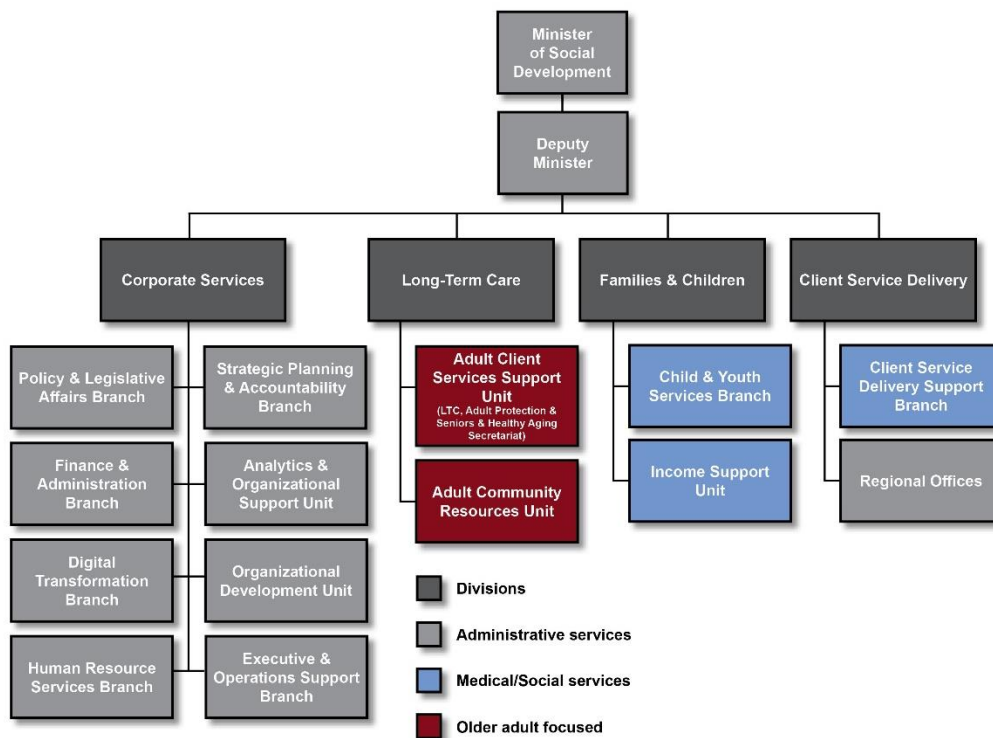 Minister
of Social
Development
Deputy
Minister
Corporate Services
Long-Term Care
Families & Children
Client Service Delivery
Policy & Legislative
Affairs Branch
Strategic Planning
& Accountability
Branch
Adult Client
Services Support
Unit
(LTC, Adult Protection &
Seniors & Healthy Aging
Secretariat)
Child & Youth
Services Branch
Client Service
Delivery Support
Branch
Finance &
Administration
Branch
Analytics &
Organizational
Support Unit
Adult Community
Resources Unit
Income Support
Unit
Regional Offices
Digital
Transformation
Branch
Organizational
Development Unit
Human Resource
Services Branch
Executive &
Operations Support
Branch
Divisions
Administrative services
Medical/Social services
Older adult focused